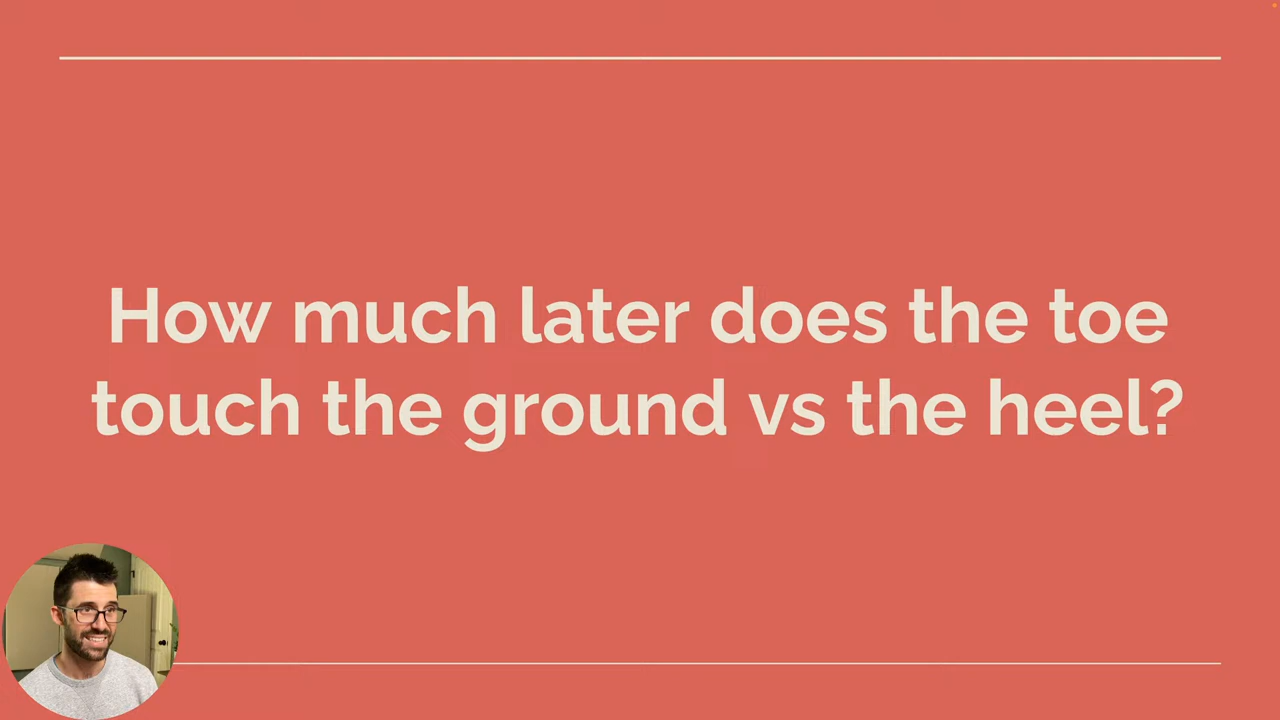 How much later does the toe
touch the ground vs the heel?